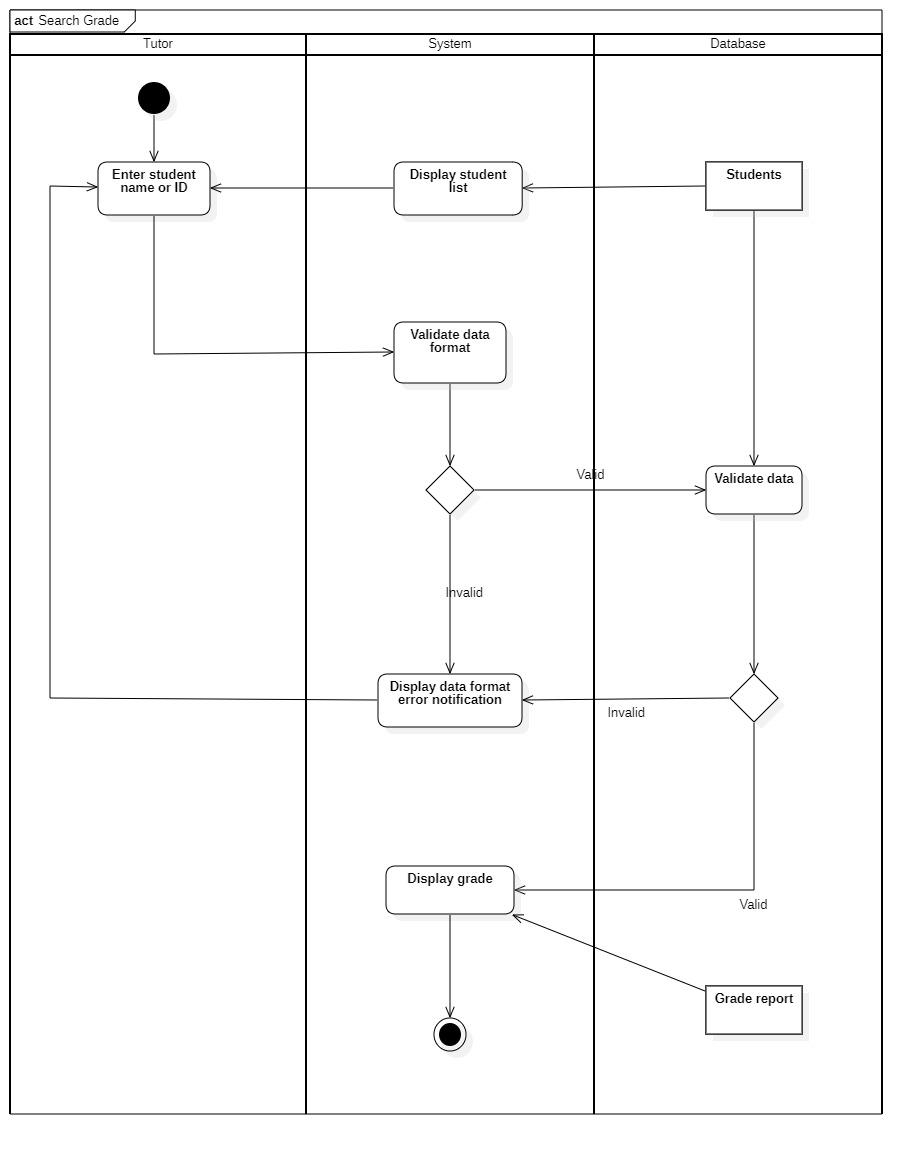 act Search Grade
Tutor
System
Database
Enter student
name or ID
Display student
list
Students
Validate data
format
Valid
Validate data
Invalid
Display data format
error notification
Invalid
Display grade
Valid
Grade report